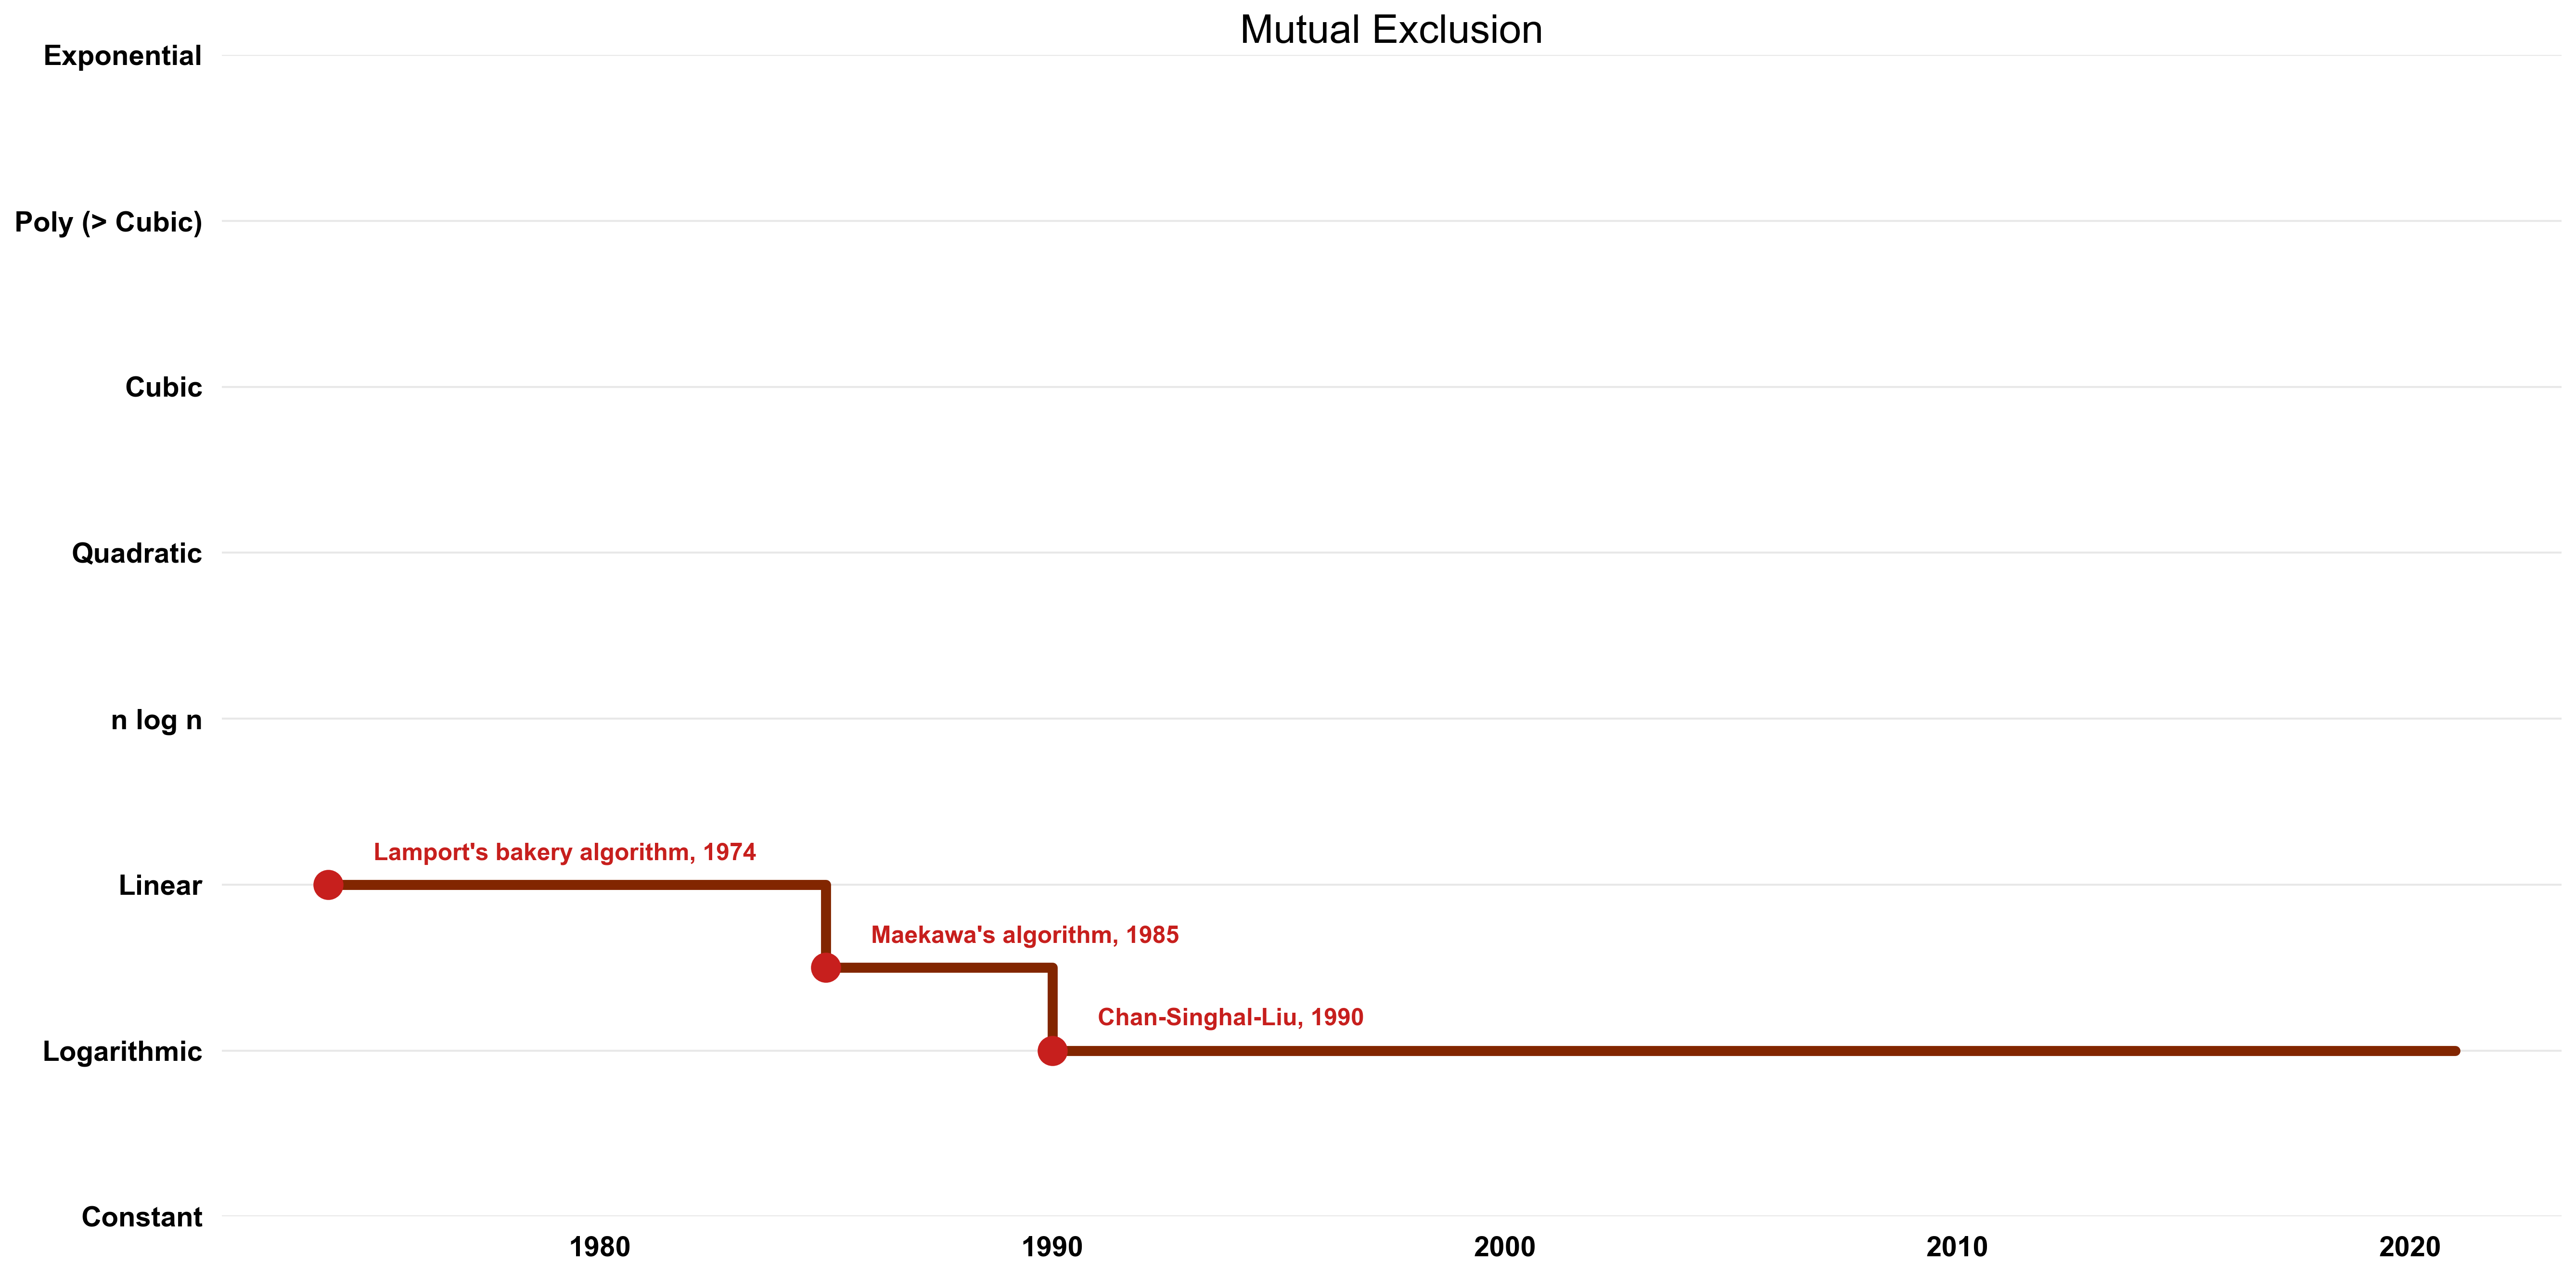 Mutual Exclusion
Exponential
Poly (> Cubic)
Cubic
Quadratic
n log n
Lamport's bakery algorithm, 1974
Linear
Maekawa's algorithm, 1985
Chan-Singhal-Liu, 1990
Logarithmic
Constant
1980 1990 2000 2010 2020